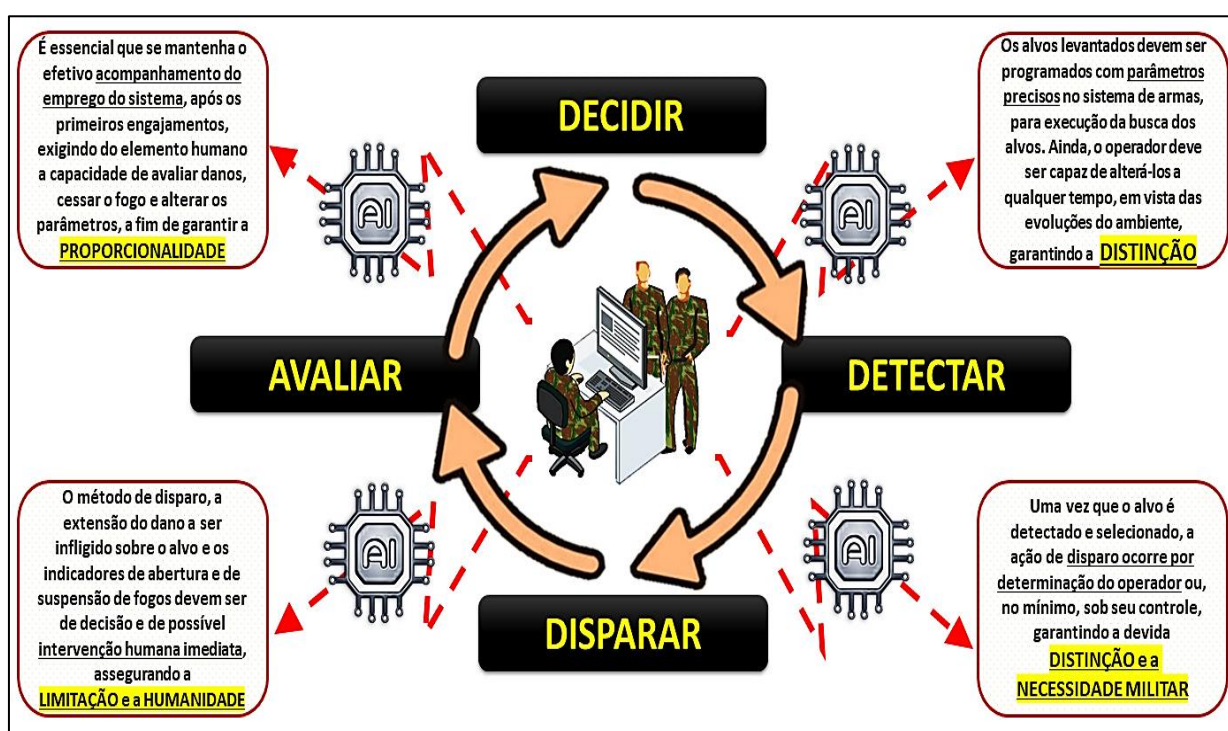 É essencial que se mantenha o
efetivo acompanhamento do
emprego do sistema, após os
primeiros engajamentos,
exigindo do elemento humano
a capacidade de avaliar danos,
cessar o fogo e alterar os
parâmetros, a fim de garantir a
PROPORCIONALIDADE
DECIDIR
Os alvos levantados devem ser
programados com parâmetros
precisos no sistema de armas,
para execução da busca dos
alvos. Ainda, o operador deve
ser capaz de alterá-los a
qualquer tempo, em vista das
evoluções do ambiente,
garantindo a DISTINÇÃO
AI
AI
AVALIAR
DETECTAR
O método de disparo, a
extensão do dano a ser
infligido sobre o alvo e os
indicadores de abertura e de
suspensão de fogos devem ser
de decisão e de possível
intervenção humana imediata,
assegurando a
LIMITAÇÃO e a HUMANIDADE
AI
AI
DISPARAR
Uma vez que o alvo é
detectado e selecionado, a
ação de disparo ocorre por
determinação do operador ou,
no mínimo, sob seu controle,
garantindo a devida
DISTINÇÃO e a
NECESSIDADE MILITAR